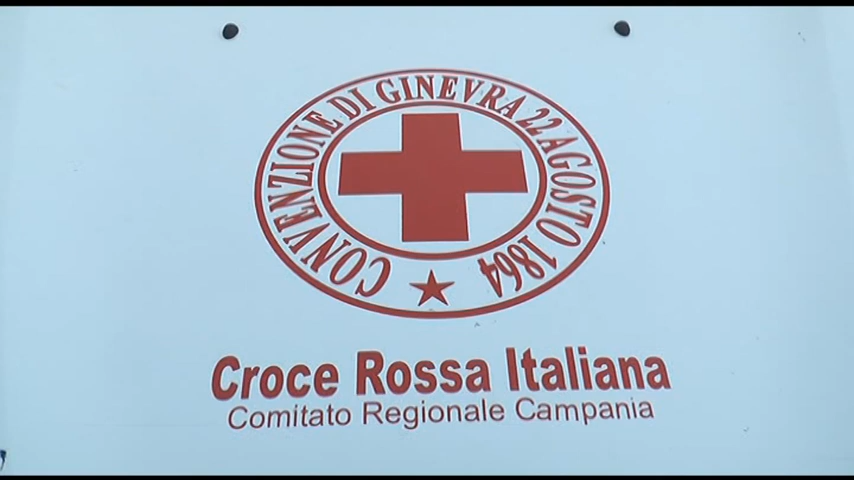 CONVENZIONE DI GINEVRA 22 AGOSTO 1864
Croce Rossa Italiana
Comitato Regionale Campania